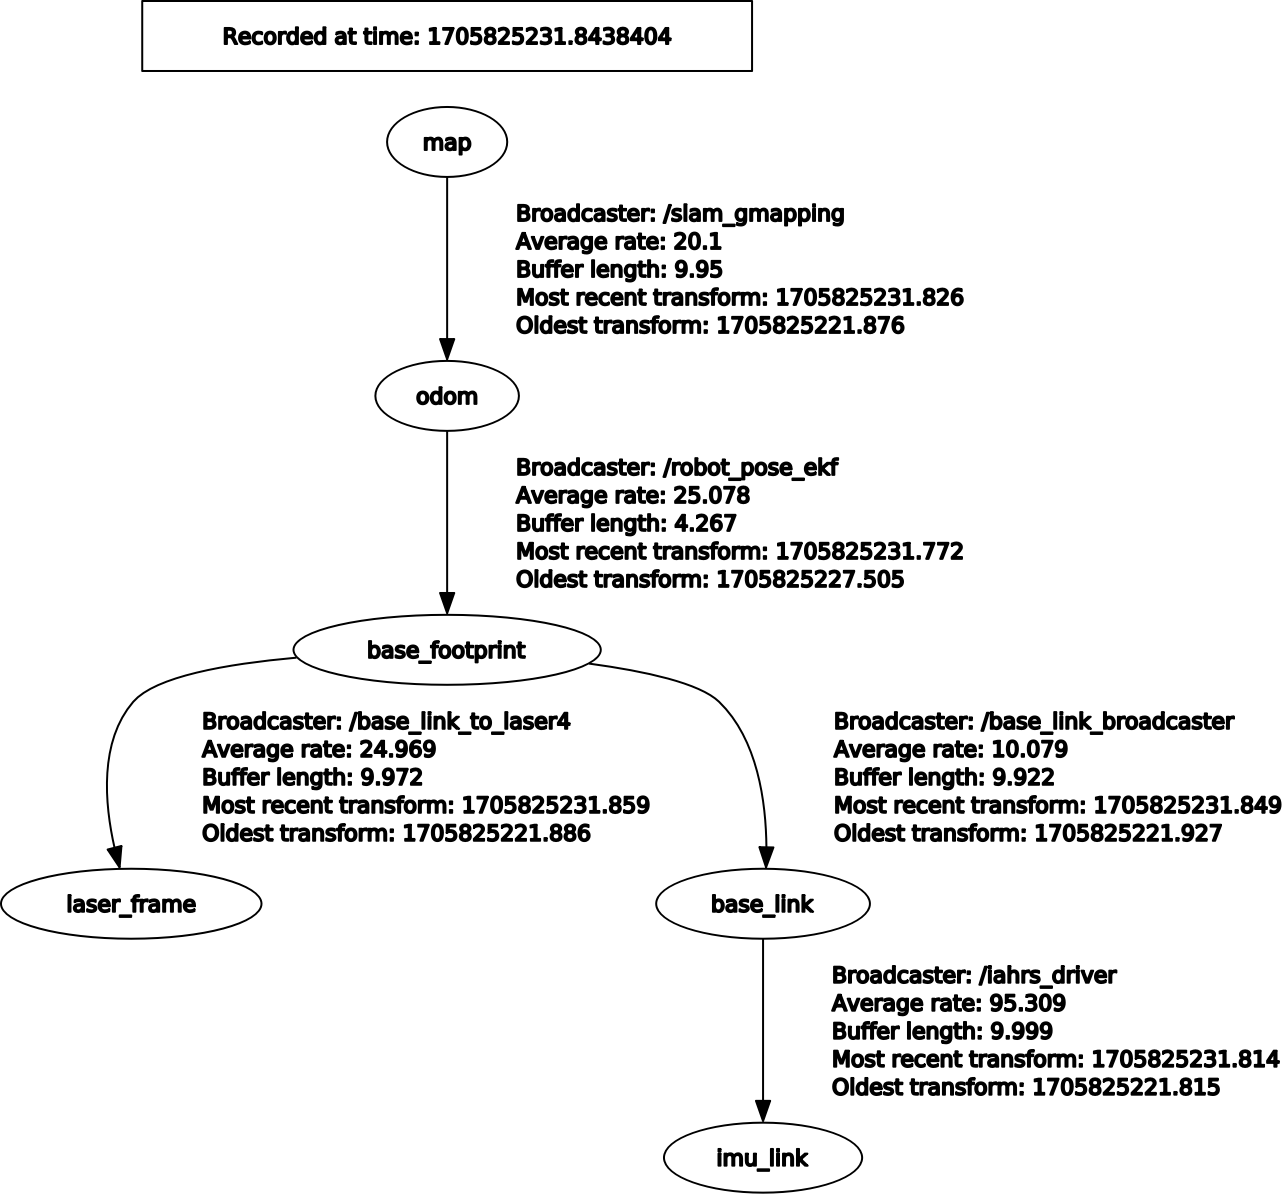 Recorded at time: 1705825231.8438404
map
Broadcaster: /slam_gmapping
Average rate: 20.1
Buffer length: 9.95
Most recent transform: 1705825231.826
Oldest transform: 1705825221.876
odom
Broadcaster: /robot_pose_ekf
Average rate: 25.078
Buffer length: 4.267
Most recent transform: 1705825231.772
Oldest transform: 1705825227.505
base_footprint
Broadcaster: /base_link_to_laser4
Average rate: 24.969
Buffer length: 9.972
Most recent transform: 1705825231.859
Oldest transform: 1705825221.886
Broadcaster: /base_link_broadcaster
Average rate: 10.079
Buffer length: 9.922
Most recent transform: 1705825231.849
Oldest transform: 1705825221.927
laser_frame
base_link
Broadcaster: /iahrs_driver
Average rate: 95.309
Buffer length: 9.999
Most recent transform: 1705825231.814
Oldest transform: 1705825221.815
imu_link